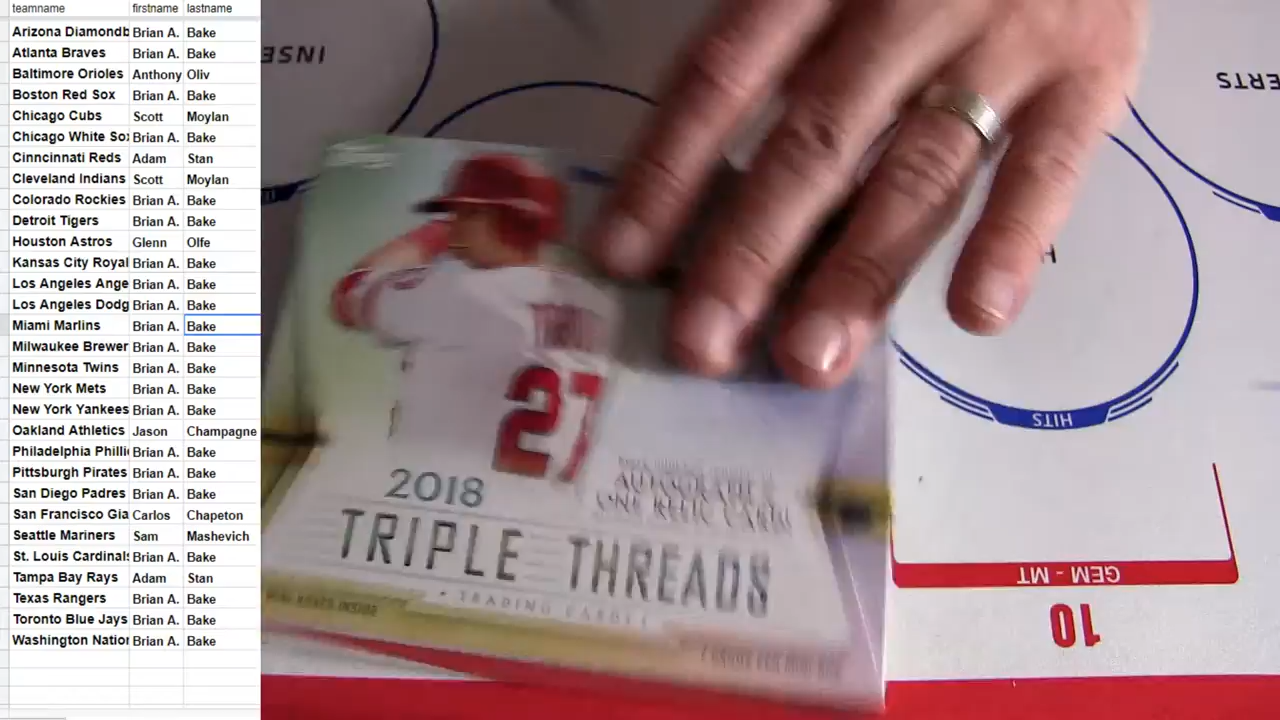 teamname firstname lastname
Arizona Diamondb Brian A. Bake
Atlanta Braves Brian A. Bake
Baltimore Orioles Anthony Oliv
Boston Red Sox Brian A. Bake
Chicago Cubs Scott Moylan
Chicago White Sox Brian A. Bake
Cinncinnati Reds Adam Stan
Cleveland Indians Scott Moylan
Colorado Rockies Brian A. Bake
Detroit Tigers Brian A. Bake
Houston Astros Glenn Olfe
Kansas City Royal Brian A. Bake
Los Angeles Ange Brian A. Bake
Los Angeles Dodg Brian A. Bake
Miami Marlins Brian A. Bake
Milwaukee Brewer Brian A. Bake
Minnesota Twins Brian A. Bake
New York Mets Brian A. Bake
New York Yankees Brian A. Bake
Oakland Athletics Jason Champagne
Philadelphia Philli Brian A. Bake
Pittsburgh Pirates Brian A. Bake
San Diego Padres Brian A. Bake
San Francisco Gia Carlos Chapeton
Seattle Mariners Sam Mashevich
St. Louis Cardinals Brian A. Bake
Tampa Bay Rays Adam Stan
Texas Rangers Brian A. Bake
Toronto Blue Jays Brian A. Bake
Washington Nation Brian A. Bake
INSE
ERTS
H
HITS
27
2018
TRIPLE THREADS
TRADING CARDS
ONE RELIC CARD
GEM - MT
10